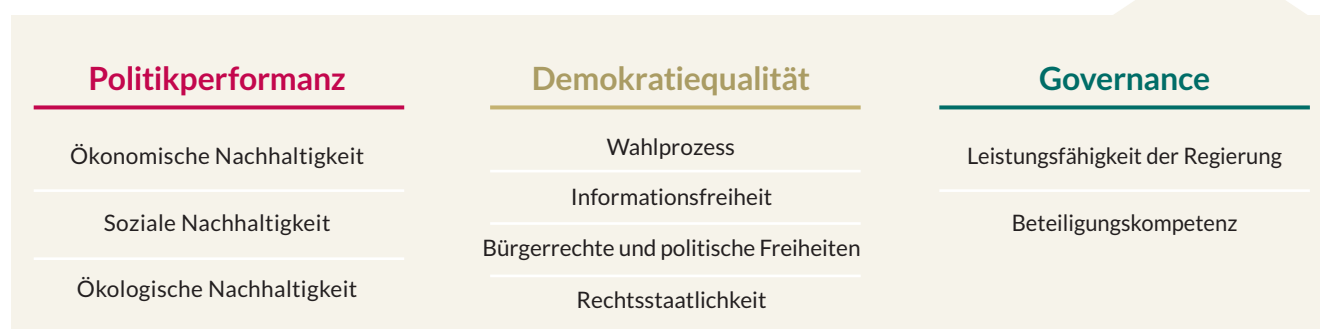 Politikperformanz
Ökonomische Nachhaltigkeit
Soziale Nachhaltigkeit
Ökologische Nachhaltigkeit
Demokratiequalität
Wahlprozess
Informationsfreiheit
Bürgerrechte und politische Freiheiten
Rechtsstaatlichkeit
Governance
Leistungsfähigkeit der Regierung
Beteiligungskompetenz